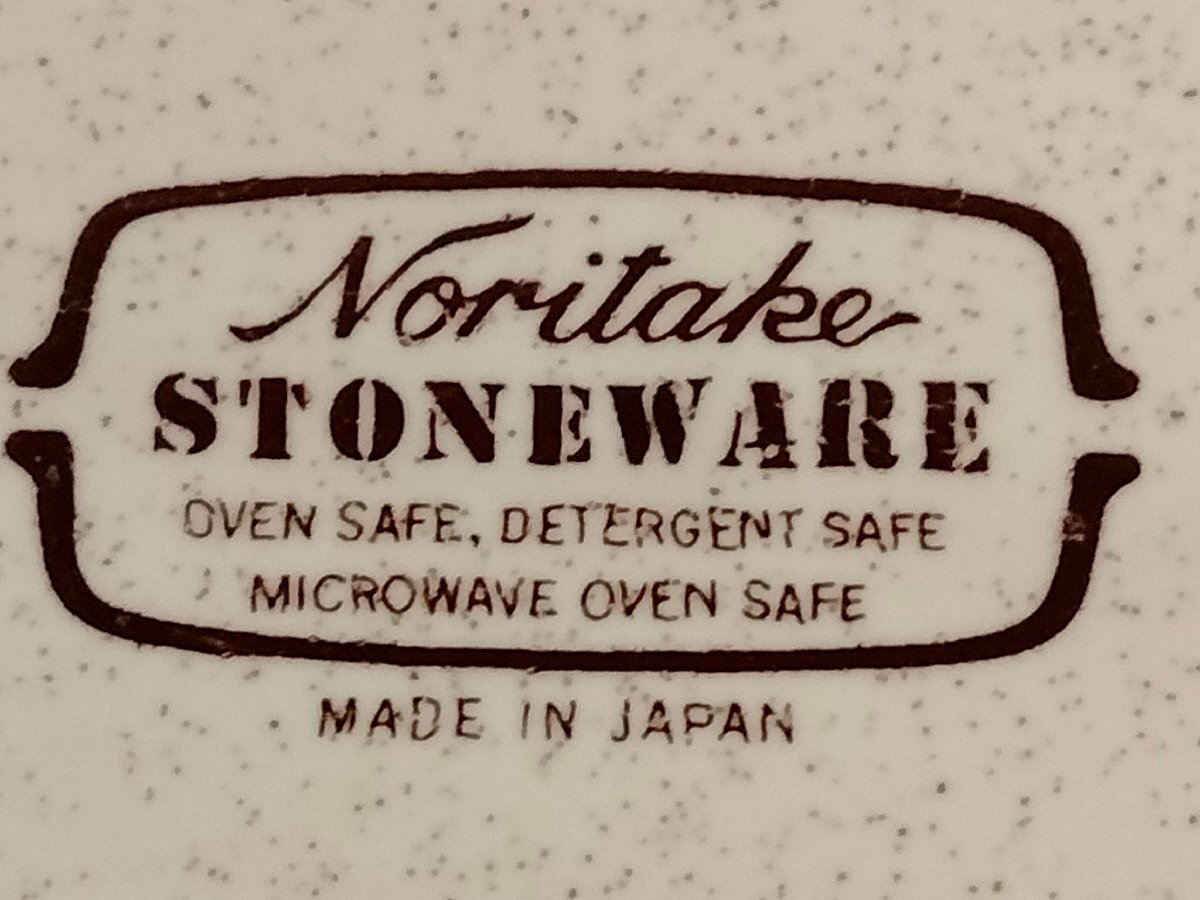 Noritake
STONEWARE
OVEN SAFE, DETERGENT SAFE
MICROWAVE OVEN SAFE
MADE IN JAPAN